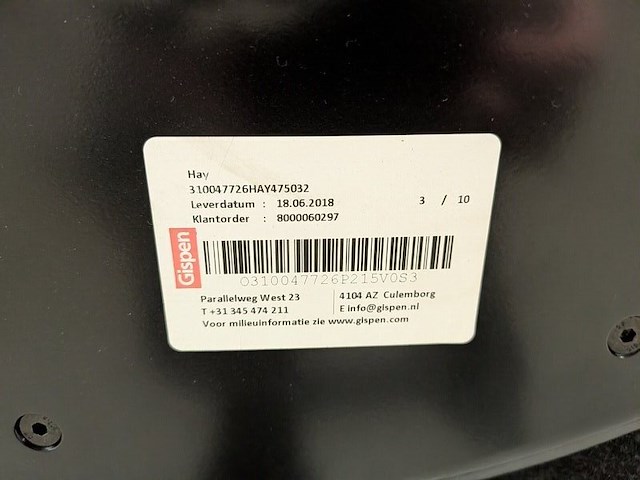 Hay
310047726HAY475032
Leverdatum : 18.06.2018 3 / 10
Klantorder : 8000060297
Gispen
O310047726P215V0S3
Parallelweg West 23 4104 AZ Culemborg
T +31 345 474 211 E info@gispen.nl
Voor milieuinformatie zie www.gispen.com